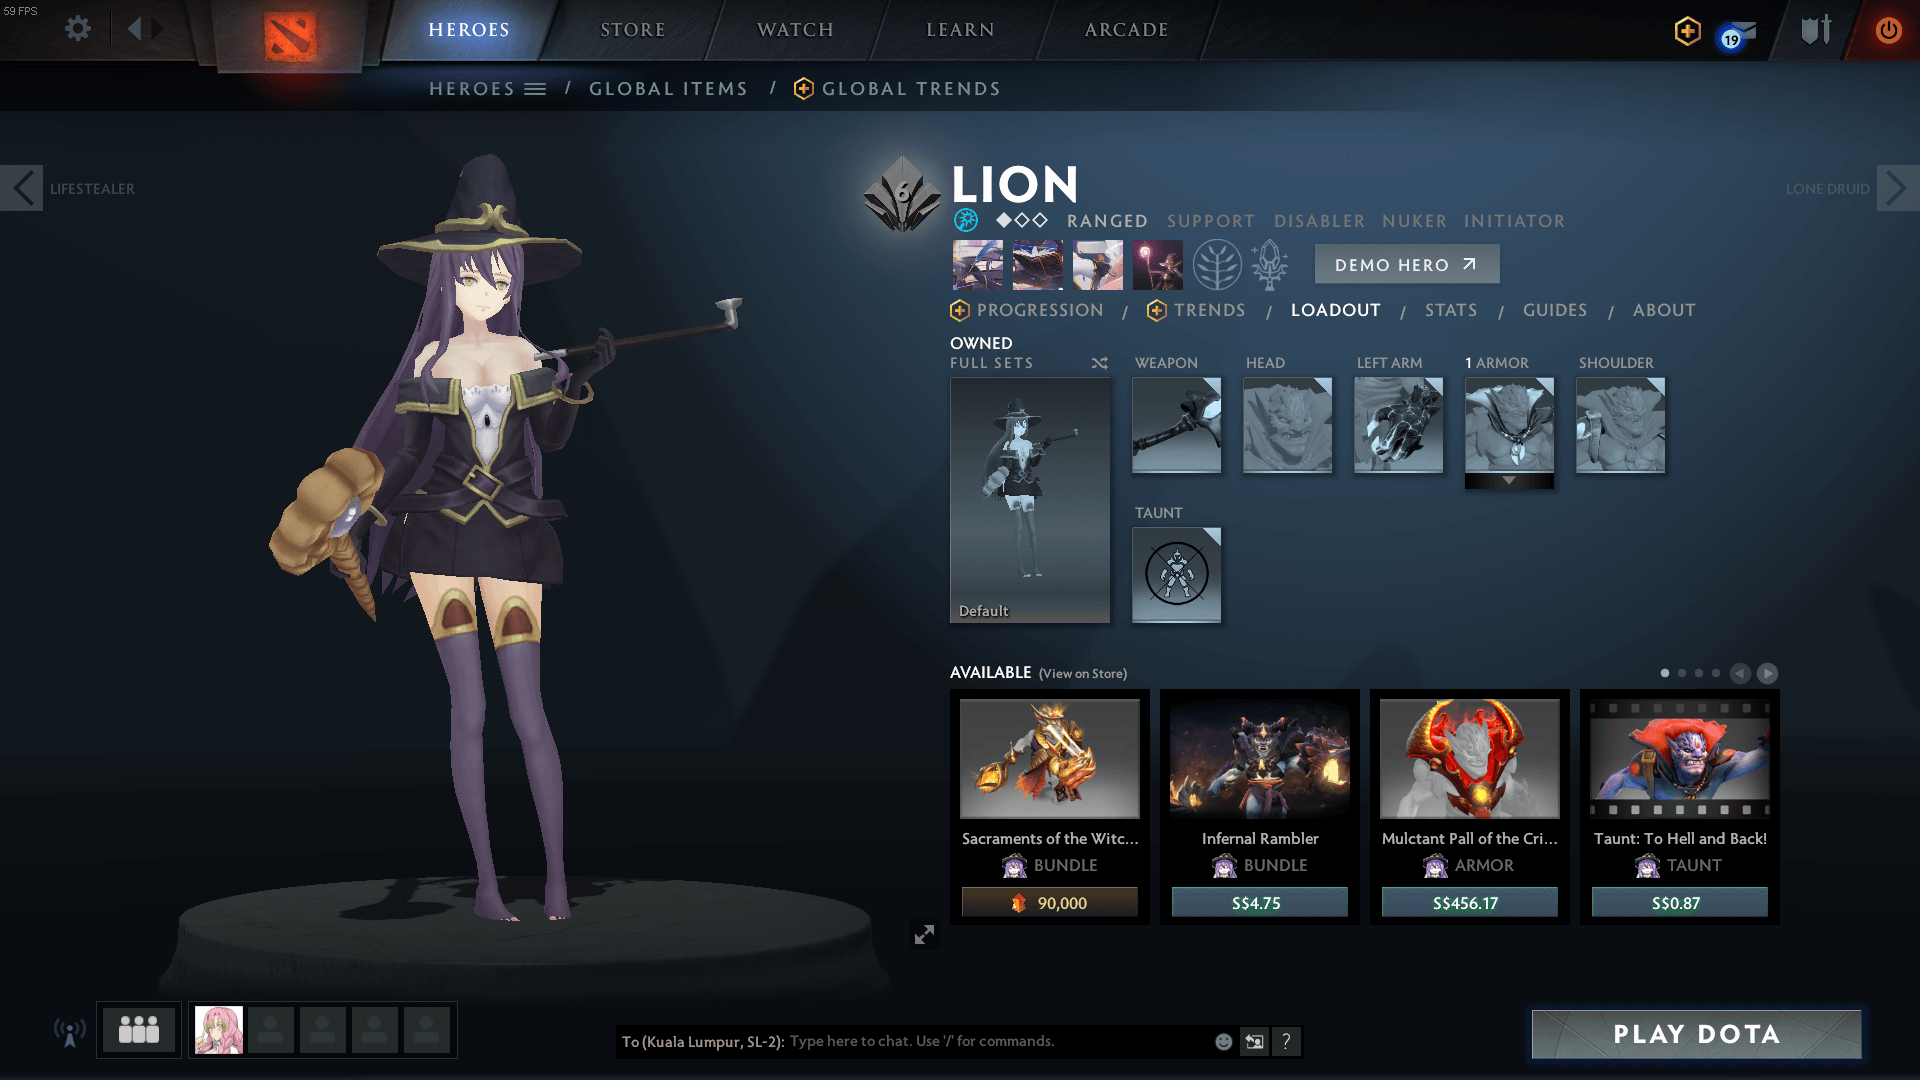 59 FPS
HEROES
STORE
WATCH
LEARN
ARCADE
19
HEROES / GLOBAL ITEMS / GLOBAL TRENDS
LIFESTEALER
LONE DRUID
6
LION
RANGED SUPPORT DISABLER NUKER INITIATOR
DEMO HERO
PROGRESSION / TRENDS / LOADOUT / STATS / GUIDES / ABOUT
OWNED
FULL SETS
WEAPON
HEAD
LEFT ARM
1 ARMOR
SHOULDER
Default
TAUNT
AVAILABLE (View on Store)
Sacraments of the Witc...
BUNDLE
90,000
Infernal Rambler
BUNDLE
S$4.75
Mulctant Pall of the Cri...
ARMOR
S$456.17
Taunt: To Hell and Back!
TAUNT
S$0.87
To (Kuala Lumpur, SL-2): Type here to chat. Use '/' for commands.
?
PLAY DOTA